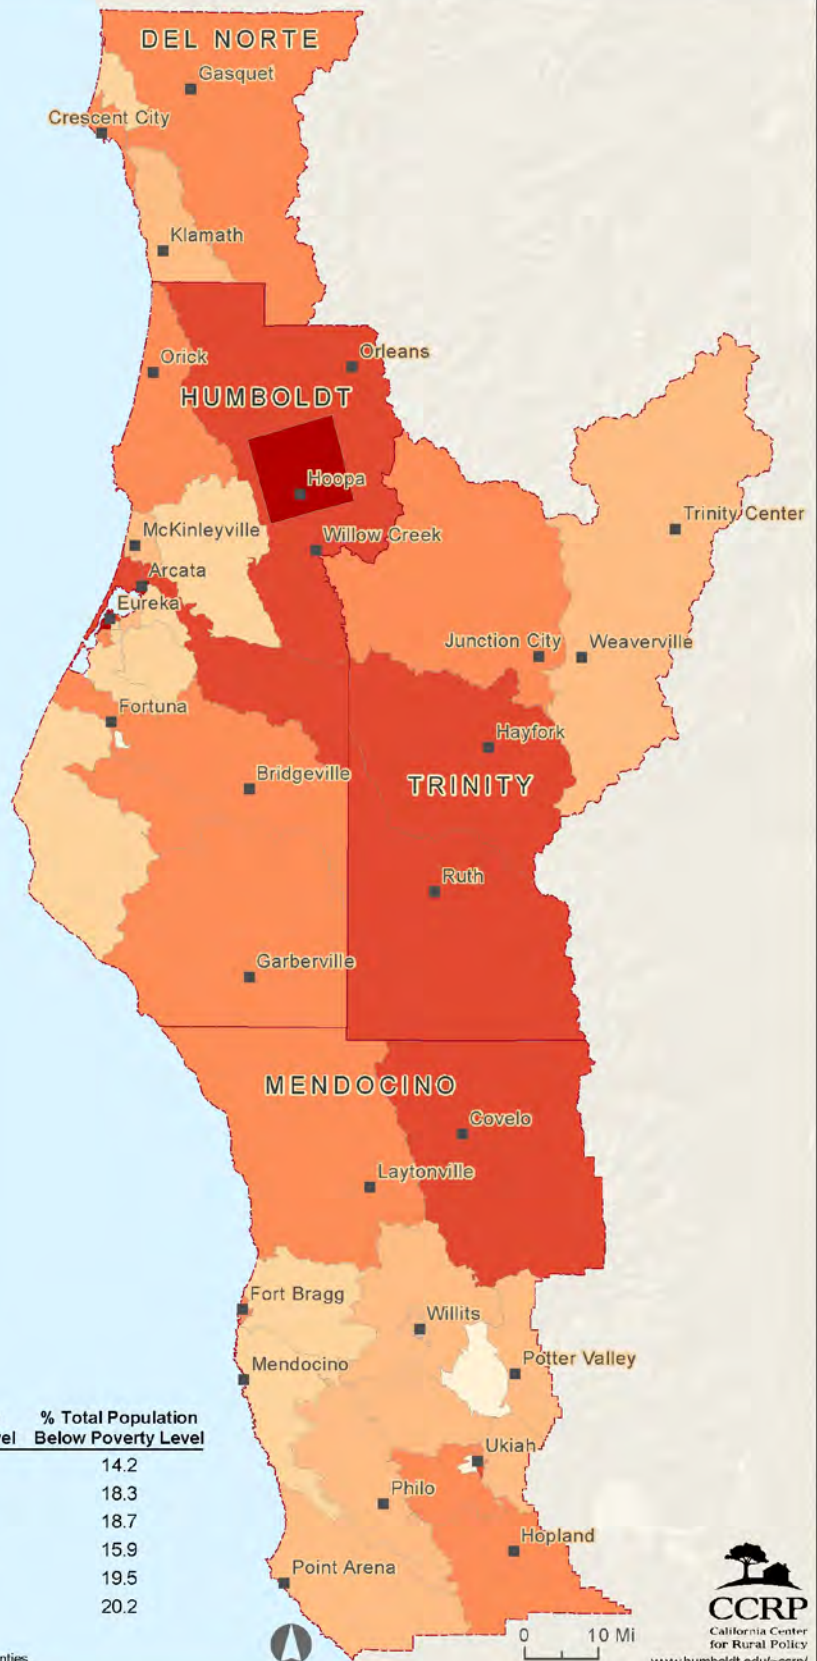 DEL NORTE
Gasquet
Crescent City
Klamath
Orick
Orleans
HUMBOLDT
Hoopa
Trinity Center
McKinleyville
Willow Creek
Arcata
Eureka
Junction City
Weaverville
Fortuna
Hayfork
Bridgeville
TRINITY
Ruth
Garberville
MENDOCINO
Covelo
Laytonville
Fort Bragg
Willits
Mendocino
Potter Valley
% Total Population
Below Poverty Level
14.2
18.3
18.7
15.9
19.5
20.2
Ukiah
Philo
Hopland
Point Arena
0 10 Mi
CCRP
California Center
for Rural Policy